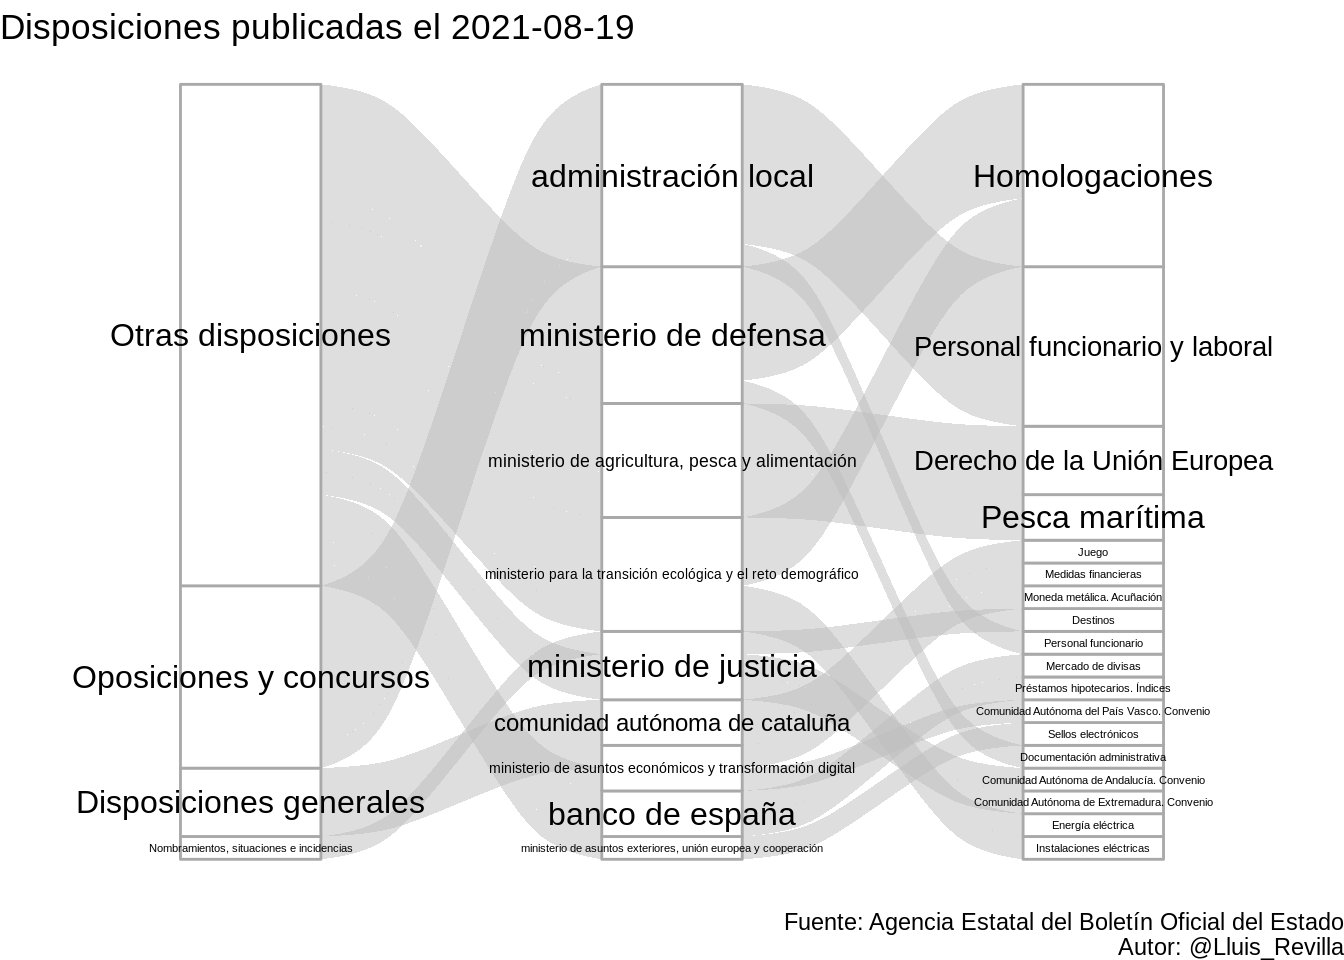 Disposiciones publicadas el 2021-08-19
Otras disposiciones
Oposiciones y concursos
Disposiciones generales
Nombramientos, situaciones e incidencias
administración local
ministerio de defensa
ministerio de agricultura, pesca y alimentación
ministerio para la transición ecológica y el reto demográfico
ministerio de justicia
comunidad autónoma de cataluña
ministerio de asuntos económicos y transformación digital
banco de españa
ministerio de asuntos exteriores, unión europea y cooperación
Homologaciones
Personal funcionario y laboral
Derecho de la Unión Europea
Pesca marítima
Juego
Medidas financieras
Moneda metálica. Acuñación
Destinos
Personal funcionario
Mercado de divisas
Préstamos hipotecarios. Índices
Comunidad Autónoma del País Vasco. Convenio
Sellos electrónicos
Documentación administrativa
Comunidad Autónoma de Andalucía. Convenio
Comunidad Autónoma de Extremadura. Convenio
Energía eléctrica
Instalaciones eléctricas
Fuente: Agencia Estatal del Boletín Oficial del Estado
Autor: @Lluis_Revilla